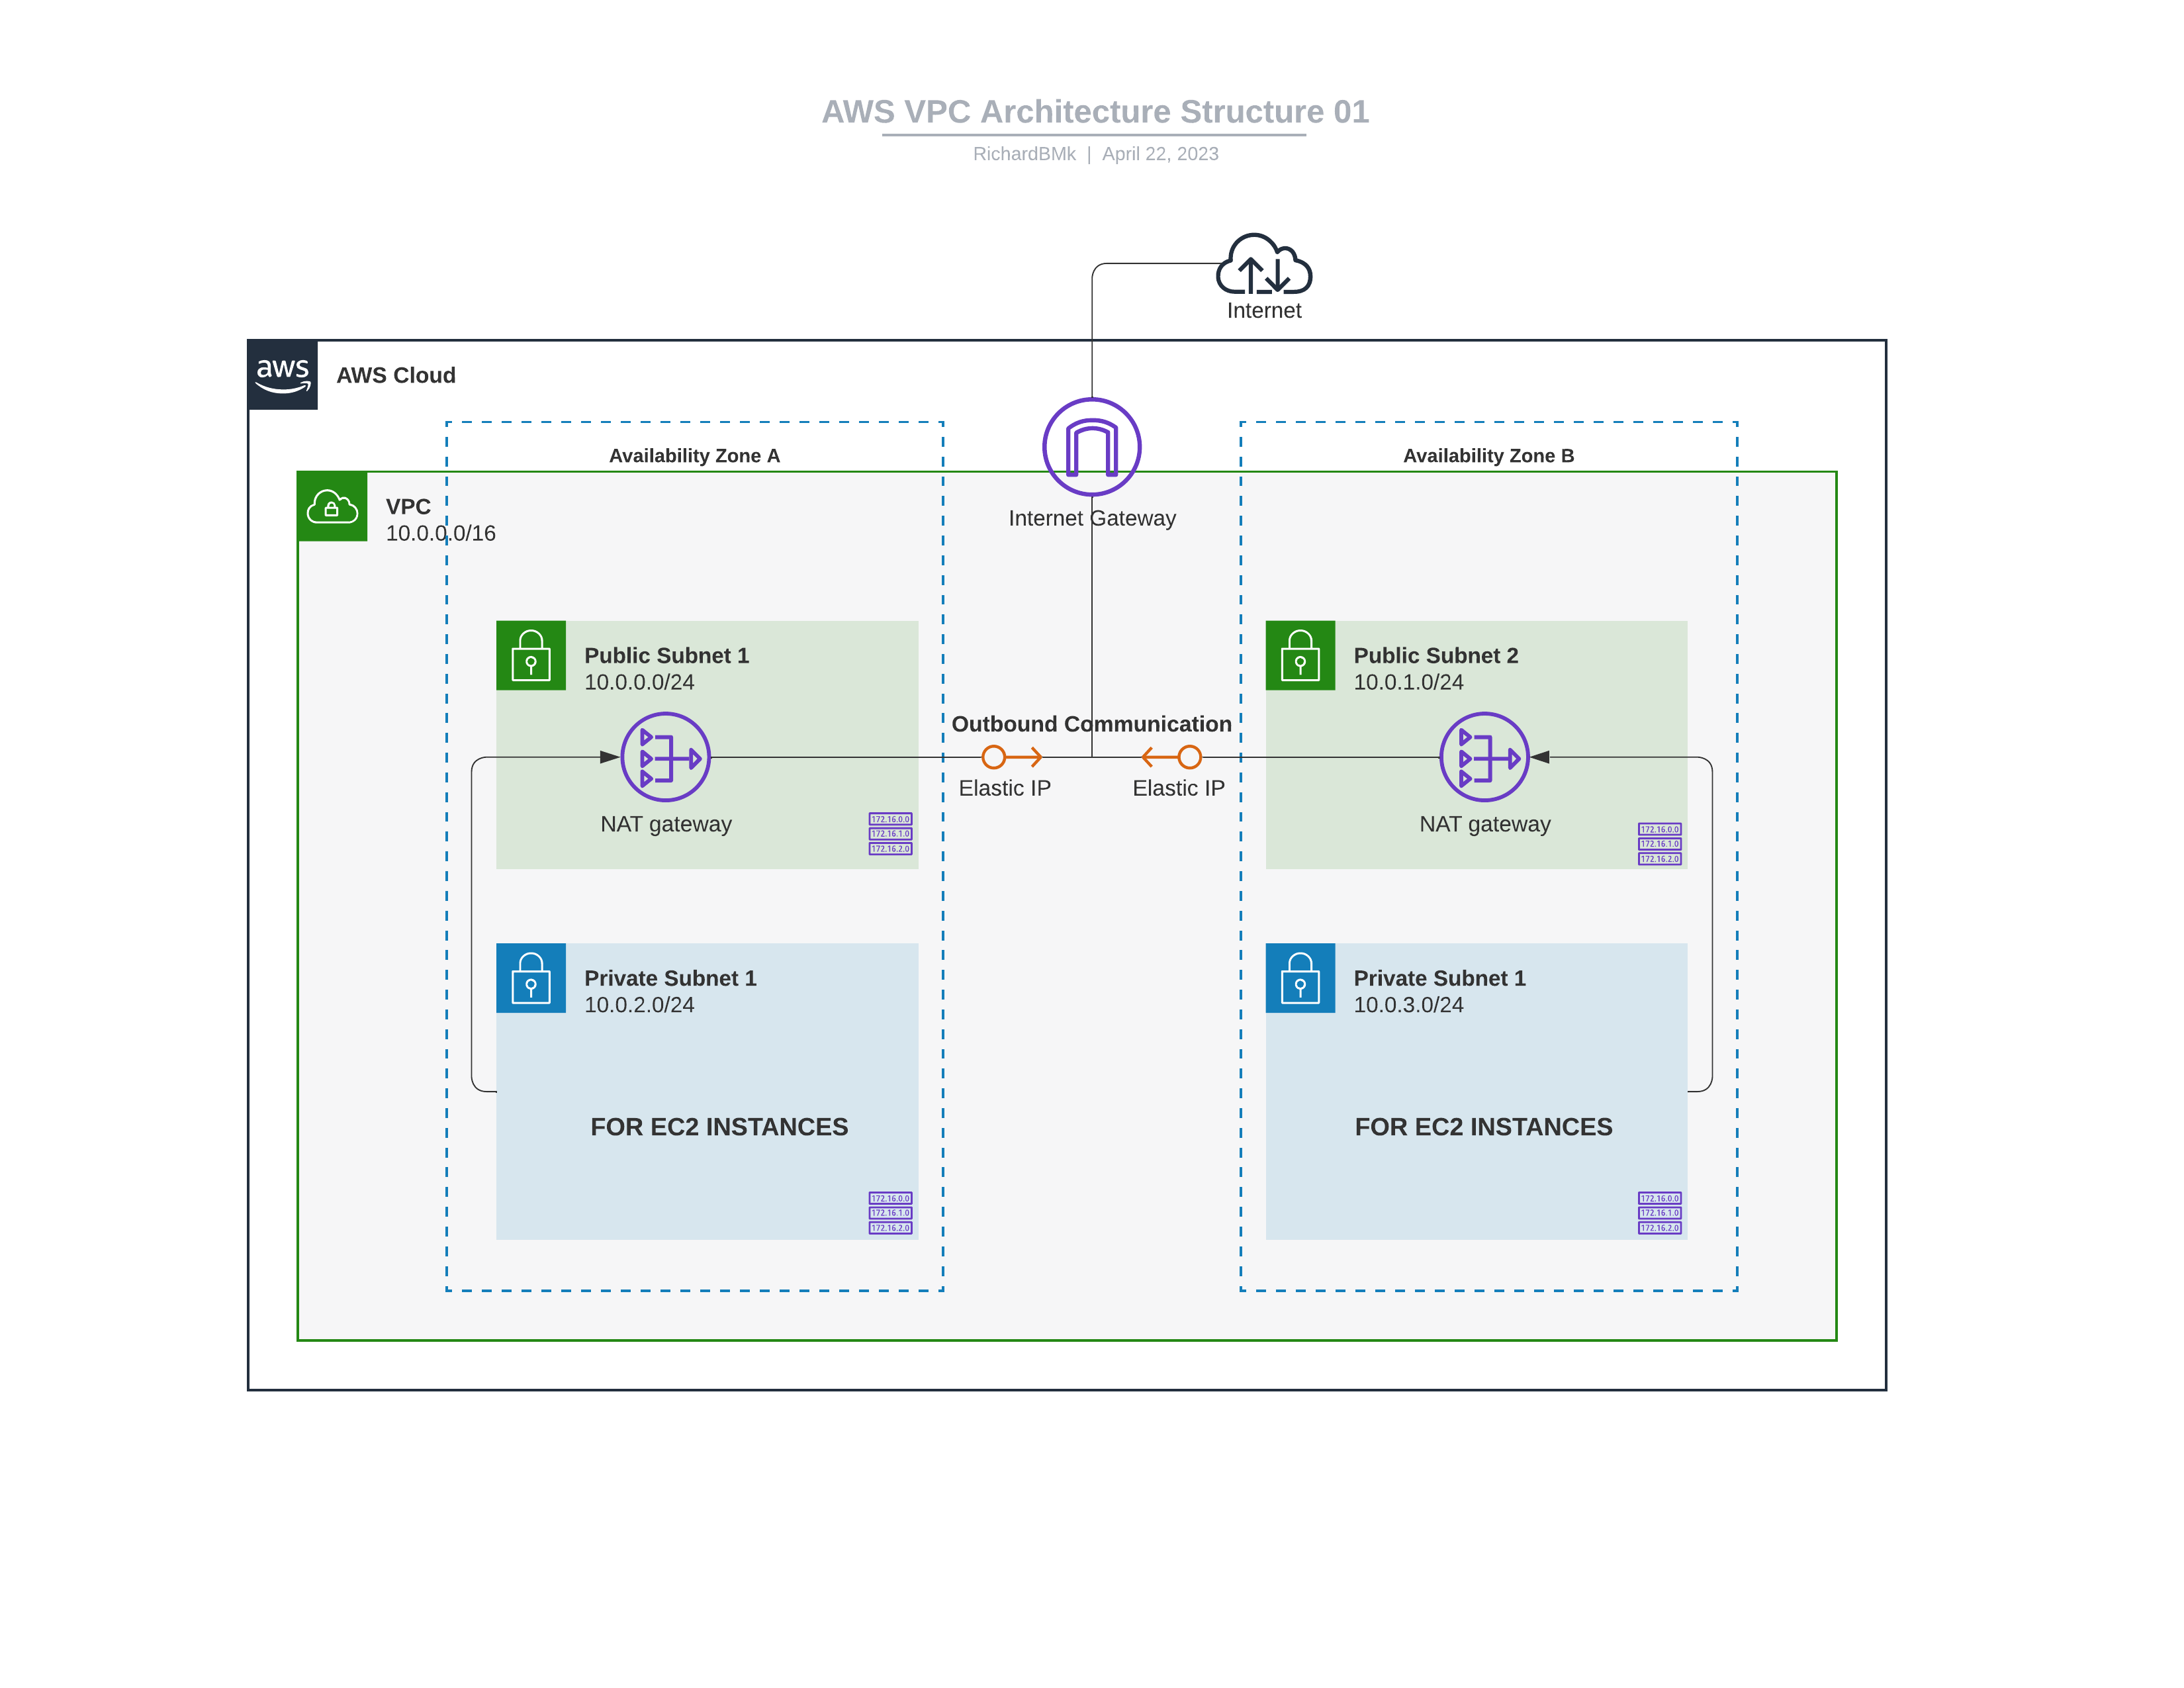 AWS VPC Architecture Structure 01
RichardBMk | April 22, 2023
Internet
aws
AWS Cloud
Availability Zone A
Availability Zone B
VPC
10.0.0.0/16
Internet Gateway
Public Subnet 1
10.0.0.0/24
Public Subnet 2
10.0.1.0/24
Outbound Communication
Elastic IP
Elastic IP
NAT gateway
172.16.0.0
172.16.1.0
172.16.2.0
NAT gateway
172.16.0.0
172.16.1.0
172.16.2.0
Private Subnet 1
10.0.2.0/24
Private Subnet 1
10.0.3.0/24
FOR EC2 INSTANCES
FOR EC2 INSTANCES
172.16.0.0
172.16.1.0
172.16.2.0
172.16.0.0
172.16.1.0
172.16.2.0